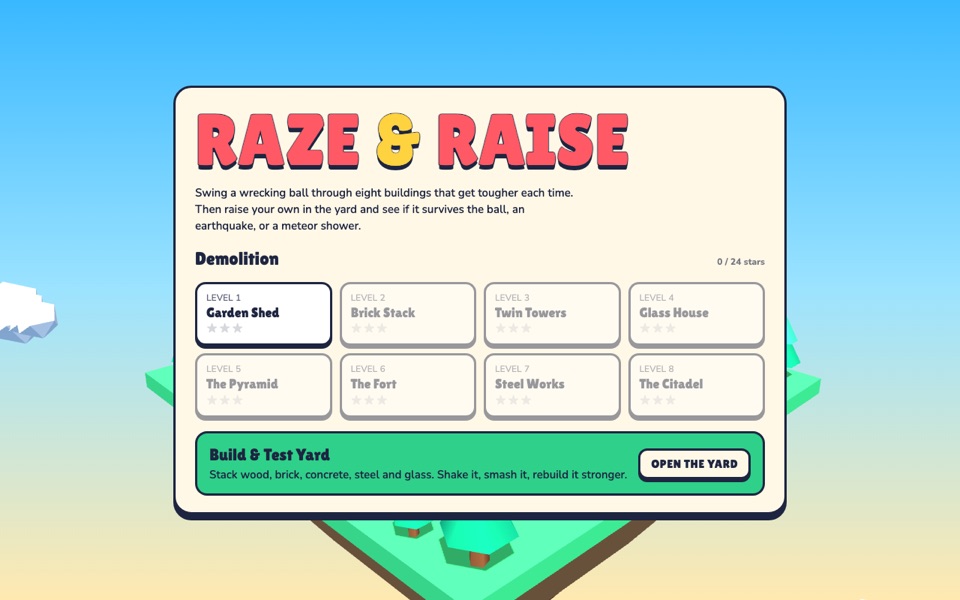 RAZE & RAISE
Swing a wrecking ball through eight buildings that get tougher each time.
Then raise your own in the yard and see if it survives the ball, an
earthquake, or a meteor shower.
Demolition
0 / 24 stars
LEVEL 1
Garden Shed
LEVEL 2
Brick Stack
LEVEL 3
Twin Towers
LEVEL 4
Glass House
LEVEL 5
The Pyramid
LEVEL 6
The Fort
LEVEL 7
Steel Works
LEVEL 8
The Citadel
Build & Test Yard
Stack wood, brick, concrete, steel and glass. Shake it, smash it, rebuild it stronger.
OPEN THE YARD